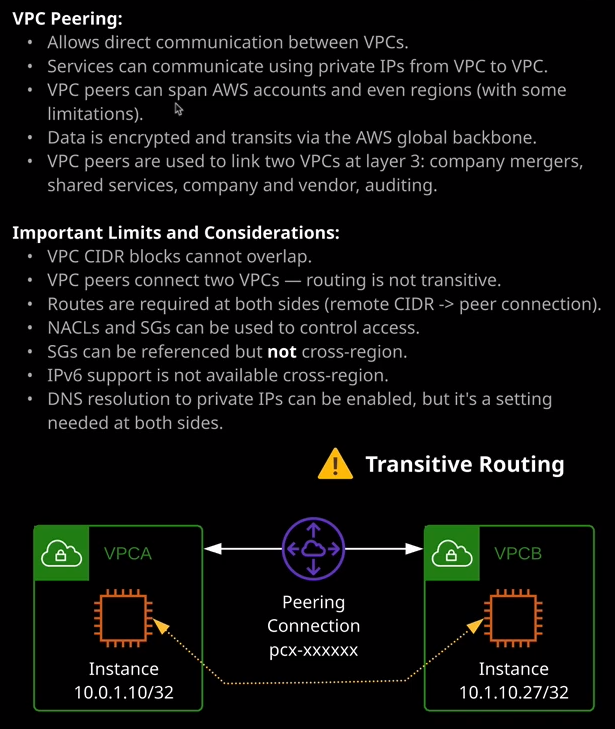 VPC Peering:
• Allows direct communication between VPCs.
• Services can communicate using private IPs from VPC to VPC.
• VPC peers can span AWS accounts and even regions (with some
limitations).
• Data is encrypted and transits via the AWS global backbone.
• VPC peers are used to link two VPCs at layer 3: company mergers,
shared services, company and vendor, auditing.
Important Limits and Considerations:
• VPC CIDR blocks cannot overlap.
• VPC peers connect two VPCs — routing is not transitive.
• Routes are required at both sides (remote CIDR -> peer connection).
• NACLs and SGs can be used to control access.
• SGs can be referenced but not cross-region.
• IPv6 support is not available cross-region.
• DNS resolution to private IPs can be enabled, but it's a setting
needed at both sides.
Transitive Routing
VPCA
VPCB
Peering
Connection
pcx-xxxxxx
Instance
10.0.1.10/32
Instance
10.1.10.27/32